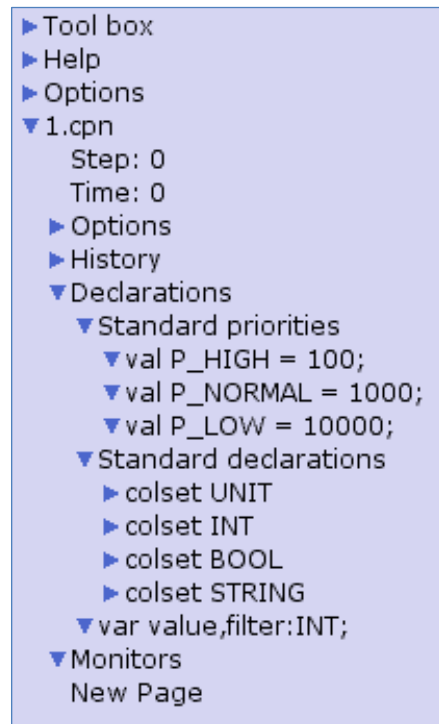 Tool box
Help
Options
1.cpn
Step: 0
Time: 0
Options
History
Declarations
Standard priorities
val P_HIGH = 100;
val P_NORMAL = 1000;
val P_LOW = 10000;
Standard declarations
colset UNIT
colset INT
colset BOOL
colset STRING
var value,filter:INT;
Monitors
New Page